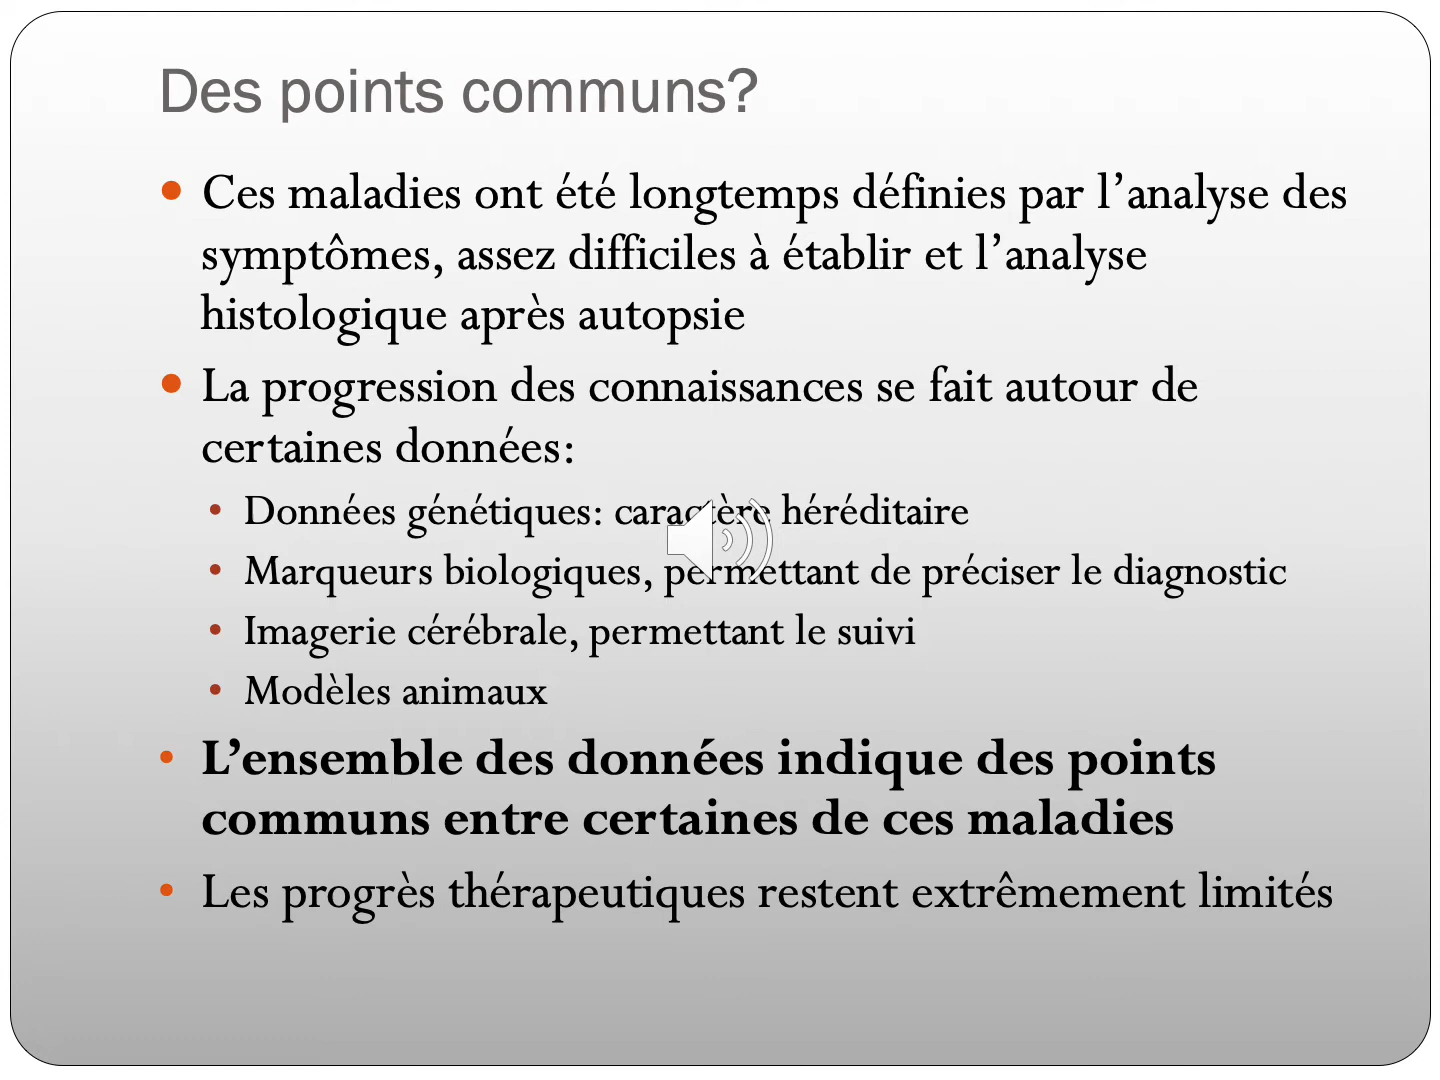 Des points communs?
Ces maladies ont été longtemps définies par l’analyse des
symptômes, assez difficiles à établir et l’analyse
histologique après autopsie
La progression des connaissances se fait autour de
certaines données:
Données génétiques: caractère héréditaire
Marqueurs biologiques, permettant de préciser le diagnostic
Imagerie cérébrale, permettant le suivi
Modèles animaux
L’ensemble des données indique des points
communs entre certaines de ces maladies
Les progrès thérapeutiques restent extrêmement limités